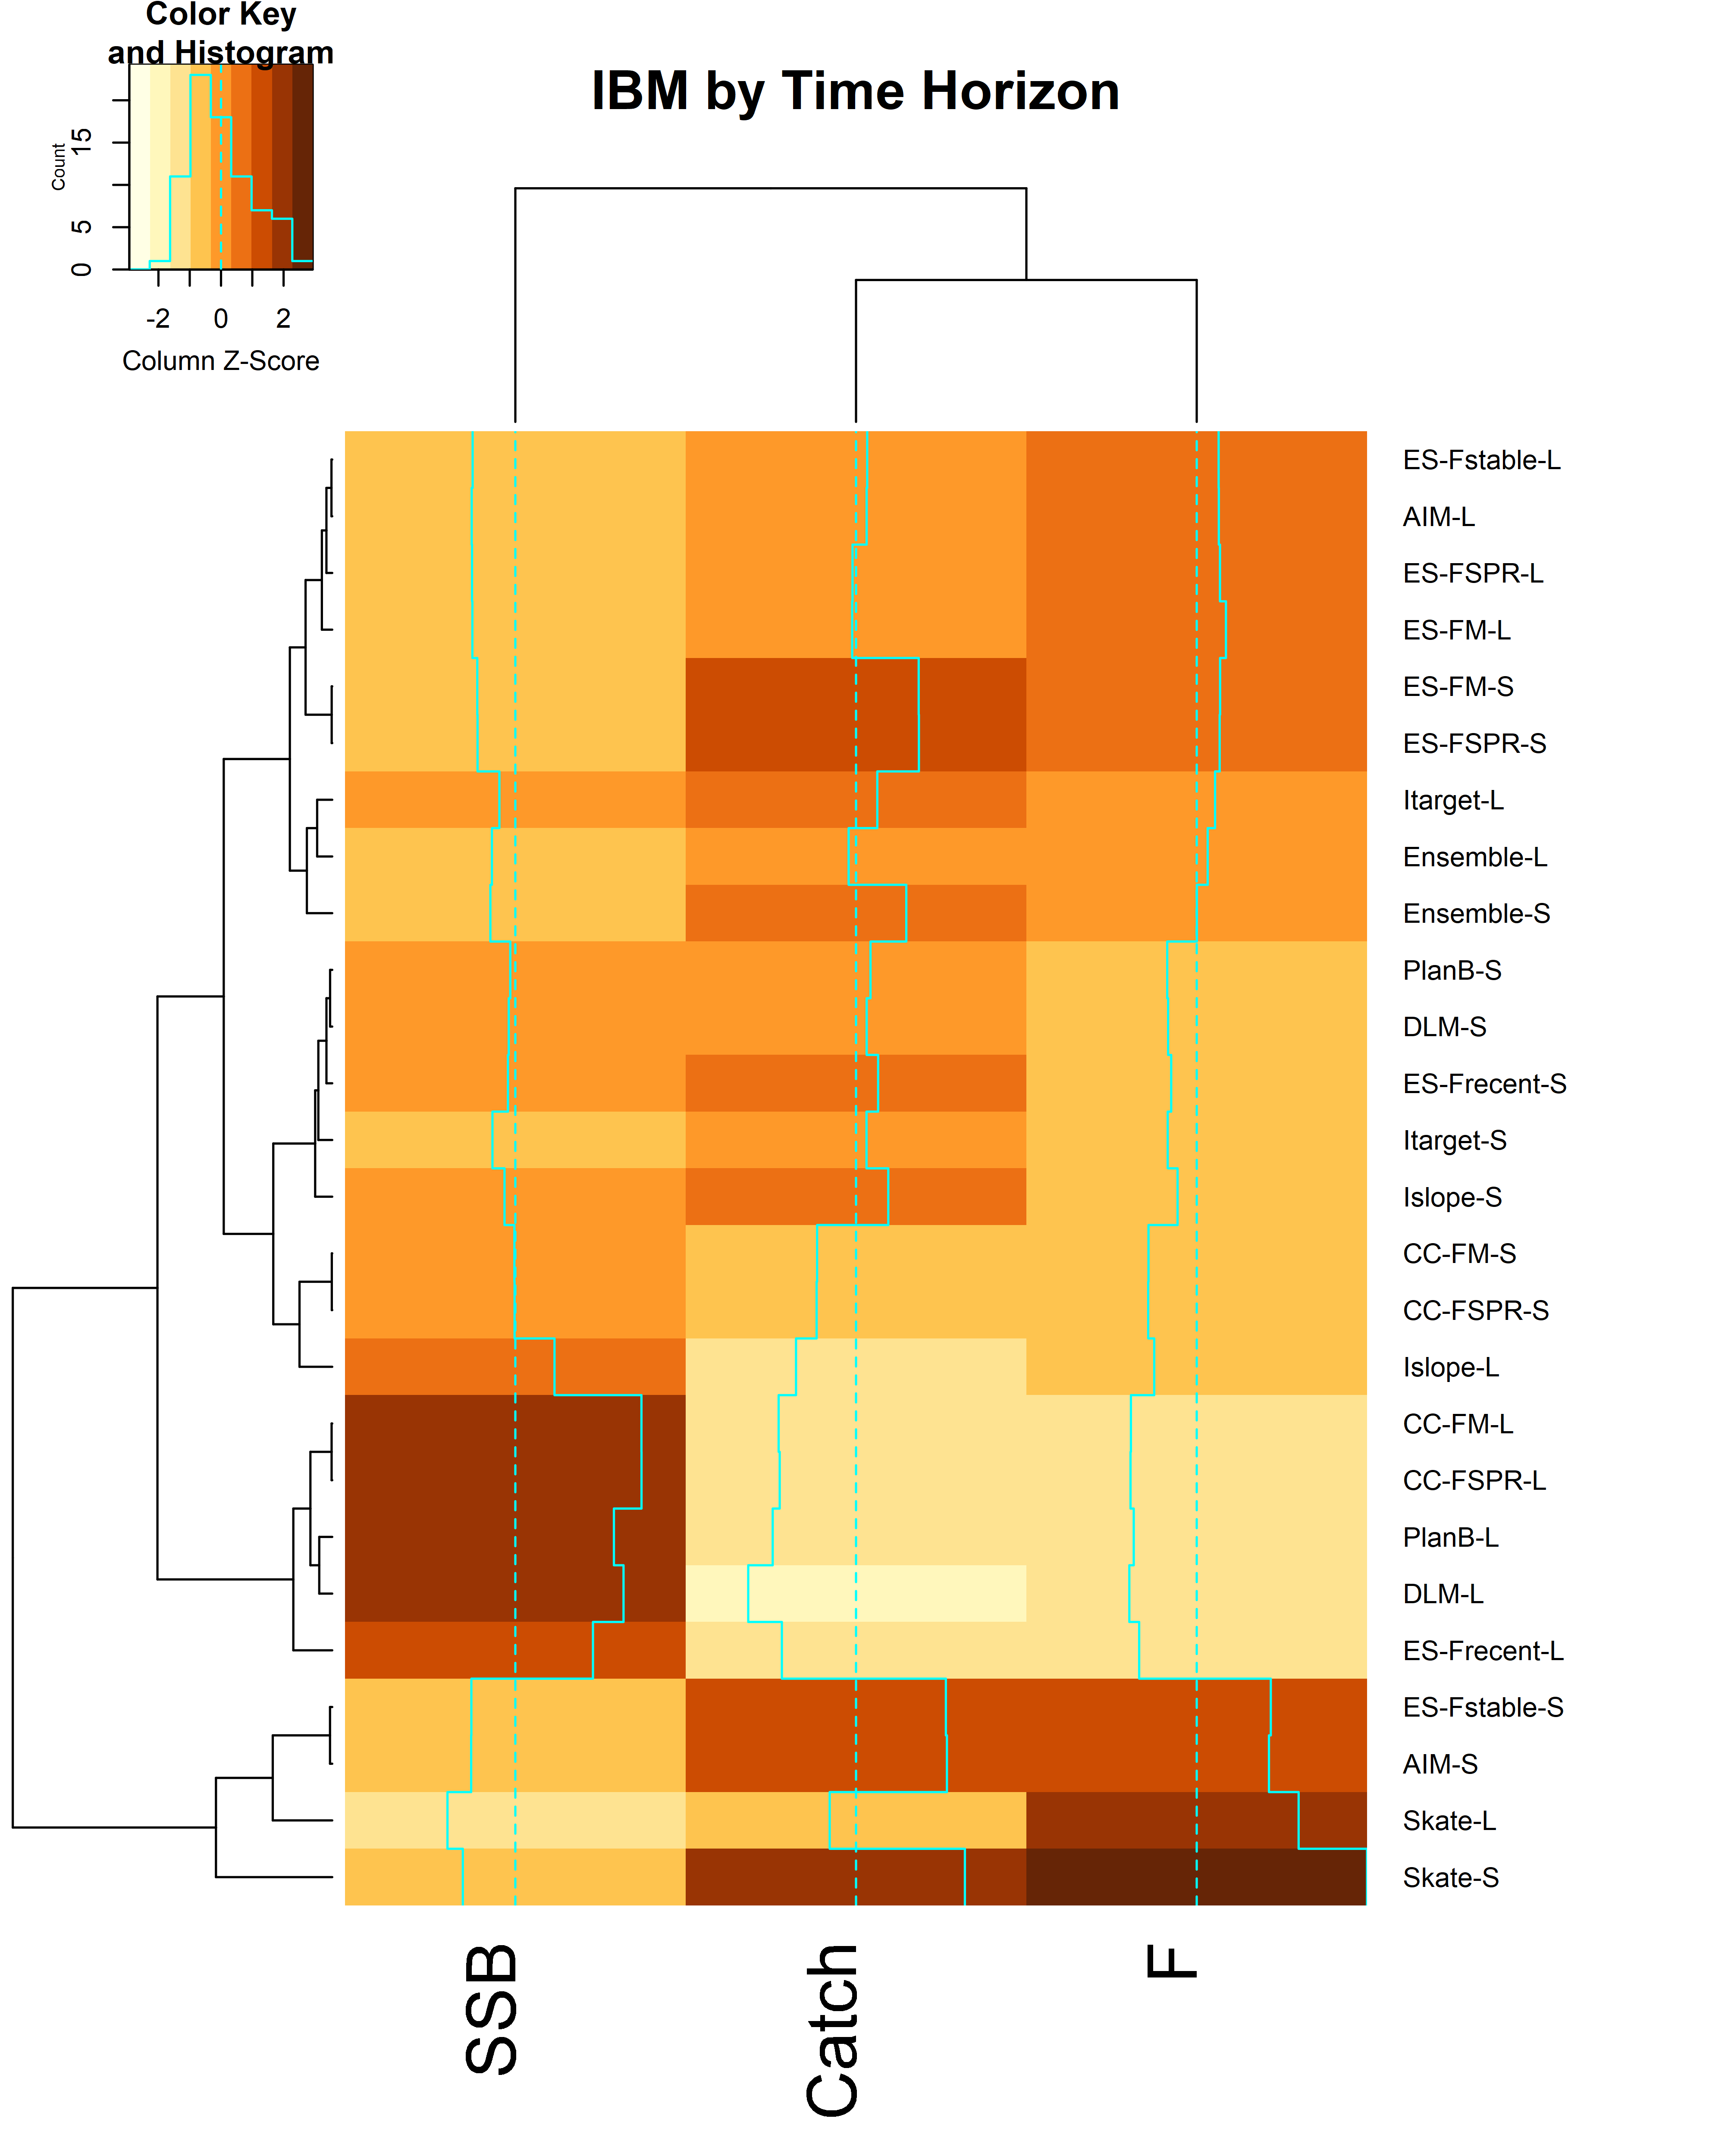 Color Key
and Histogram
IBM by Time Horizon
Count
0 5 15
-2 0 2
Column Z-Score
ES-Fstable-L
AIM-L
ES-FSPR-L
ES-FM-L
ES-FM-S
ES-FSPR-S
Itarget-L
Ensemble-L
Ensemble-S
PlanB-S
DLM-S
ES-Frecent-S
Itarget-S
Islope-S
CC-FM-S
CC-FSPR-S
Islope-L
CC-FM-L
CC-FSPR-L
PlanB-L
DLM-L
ES-Frecent-L
ES-Fstable-S
AIM-S
Skate-L
Skate-S
SSB
Catch
F